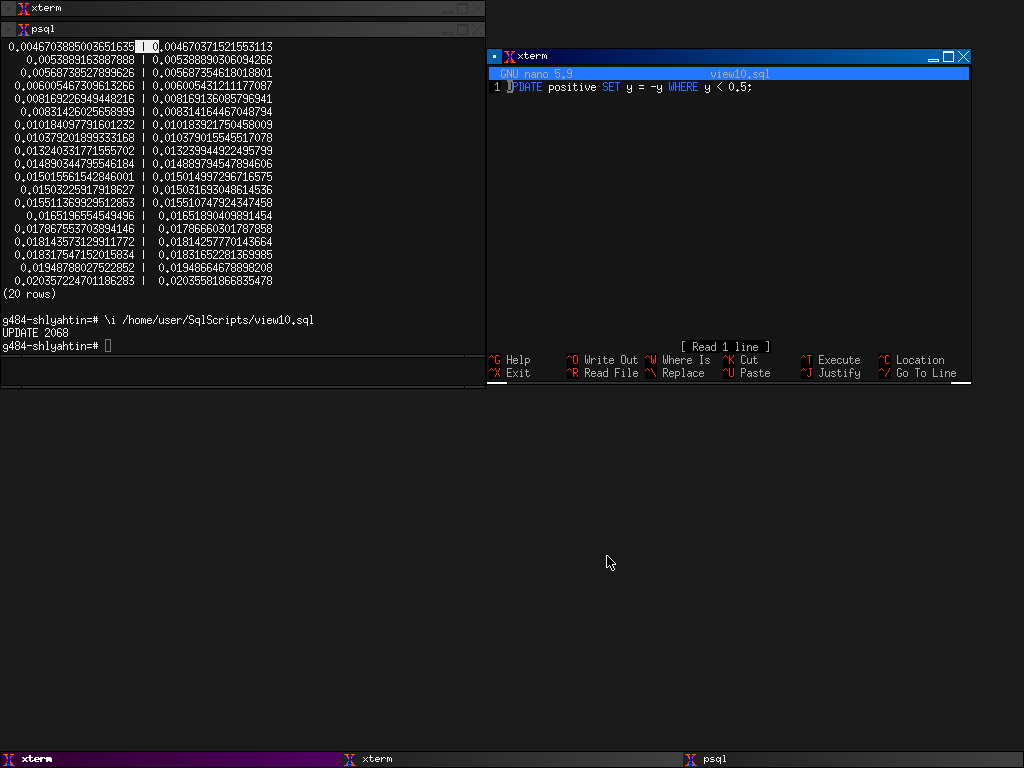 xterm
psql
0.004670388500365​1635 | 0.004670371521553113
0.0053889163887888 | 0.005388890306094266
0.00568738527899626 | 0.005687354618018801
0.006005467309613266 | 0.006005431211177087
0.008169226949448216 | 0.008169136085796941
0.00831426025658999 | 0.008314164467048794
0.010184097791601232 | 0.010183921750458009
0.010379201899333168 | 0.010379015545517078
0.013240331771555702 | 0.013239944922495799
0.014890344795546184 | 0.014889794547894606
0.015015561542846001 | 0.015014997296716575
0.01503225917918627 | 0.015031693048614536
0.015511369929512853 | 0.015510747924347458
0.0165196554549496 | 0.01651890409891454
0.017867553703894146 | 0.01786660301787858
0.018143573129911772 | 0.01814257770143664
0.018317547152015834 | 0.01831652281369985
0.01948788027522852 | 0.01948664678898208
0.020357224701186283 | 0.02035581866835478
(20 rows)
g484-shlyahtin=# \i /home/user/SqlScripts/view10.sql
UPDATE 2068
g484-shlyahtin=#
xterm
GNU nano 5.9 view10.sql
1 UPDATE positive SET y = -y WHERE y < 0.5;
[ Read 1 line ]
^G Help ^O Write Out ^W Where Is ^K Cut ^T Execute ^C Location
^X Exit ^R Read File ^\ Replace ^U Paste ^J Justify ^/ Go To Line
xterm xterm psql